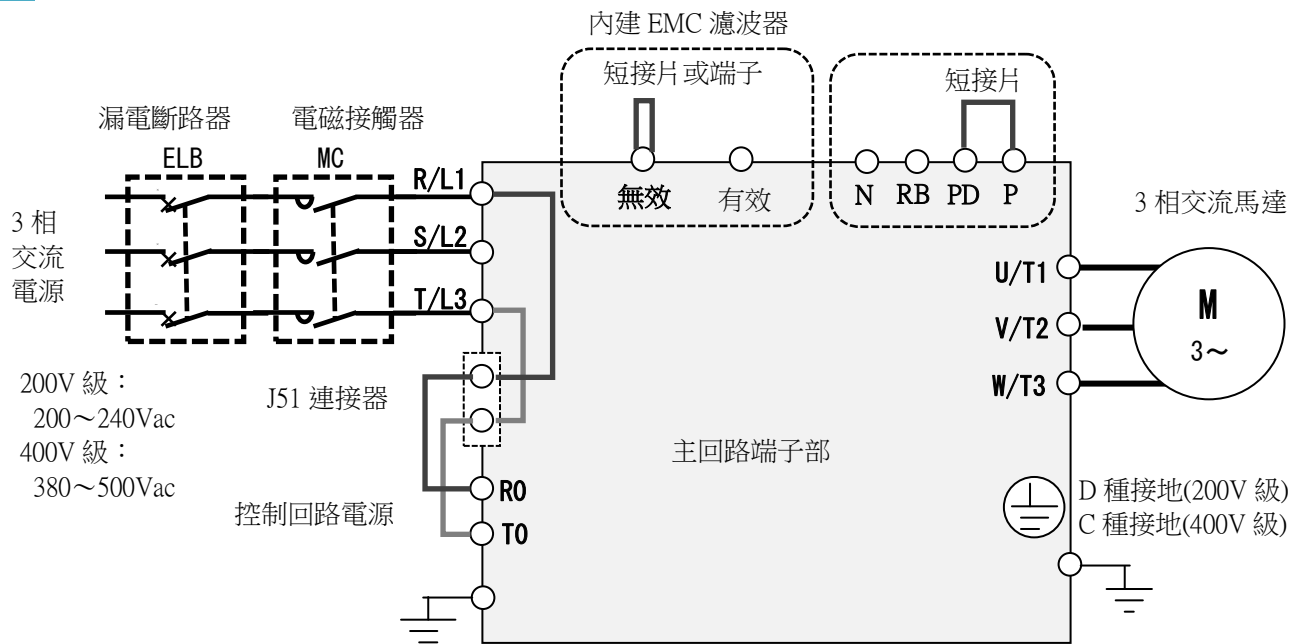 內建 EMC 濾波器
短接片或端子
短接片
漏電斷路器
電磁接觸器
ELB
MC
R/L1
無效
有效
N RB PD P
3 相交流馬達
3 相
交流
電源
S/L2
U/T1
T/L3
V/T2
M
3～
W/T3
200V 級：
200～240Vac
400V 級：
380～500Vac
J51 連接器
主回路端子部
控制回路電源
R0
T0
D 種接地(200V 級)
C 種接地(400V 級)